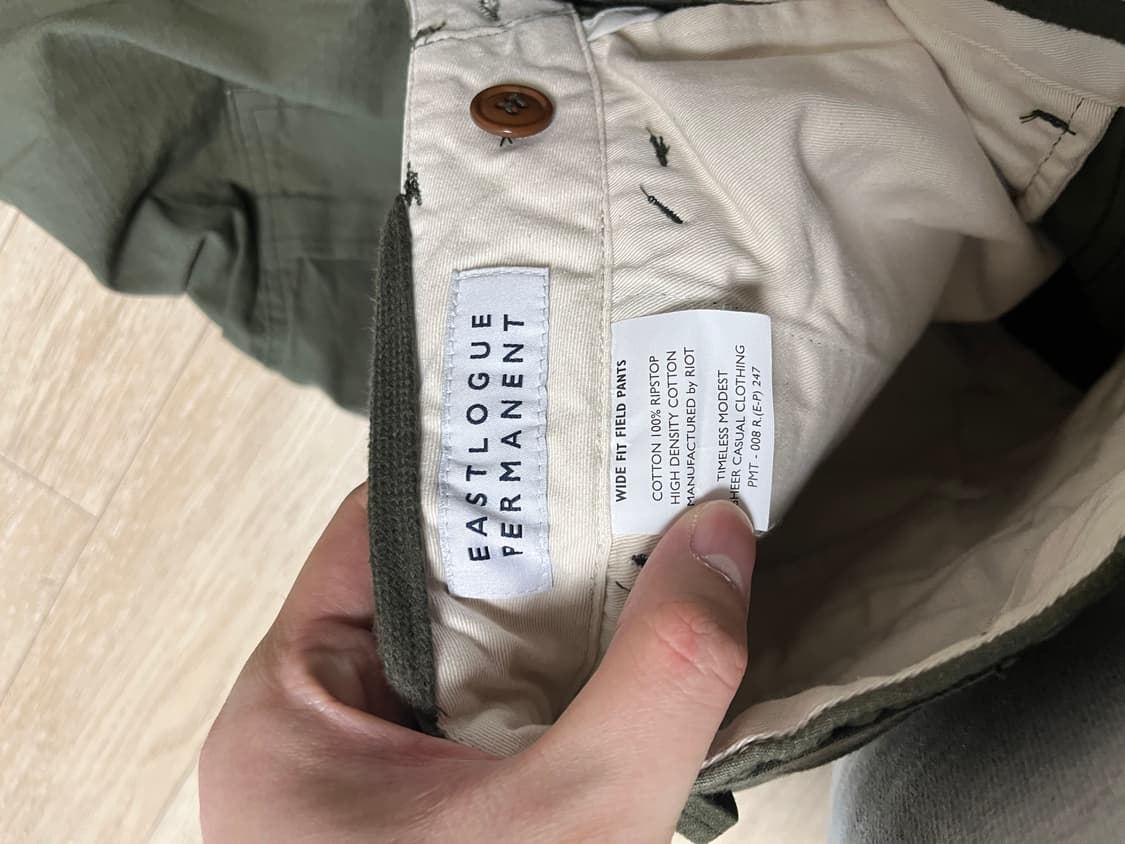 EASTLOGUE
PERMANENT
WIDE FIT FIELD PANTS
COTTON 100% RIPSTOP
HIGH DENSITY COTTON
MANUFACTURED by RIOT
TIMELESS MODEST
SHEER CASUAL CLOTHING
PMT - 008 R.(E-P) 247